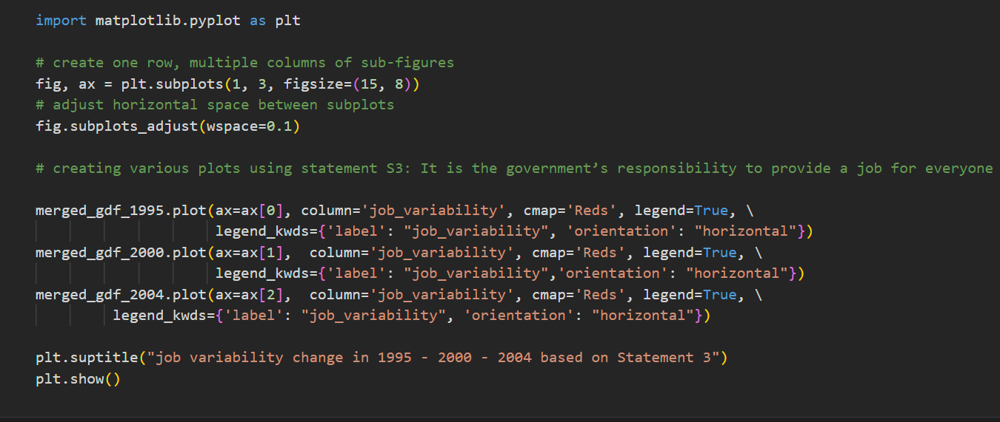 import matplotlib.pyplot as plt
# create one row, multiple columns of sub-figures
fig, ax = plt.subplots(1, 3, figsize=(15, 8))
# adjust horizontal space between subplots
fig.subplots_adjust(wspace=0.1)
# creating various plots using statement S3: It is the government’s responsibility to provide a job for everyone
merged_gdf_1995.plot(ax=ax[0], column='job_variability', cmap='Reds', legend=True, \
legend_kwds={'label': "job_variability", 'orientation': "horizontal"})
merged_gdf_2000.plot(ax=ax[1],  column='job_variability', cmap='Reds', legend=True, \
legend_kwds={'label': "job_variability",'orientation': "horizontal"})
merged_gdf_2004.plot(ax=ax[2],  column='job_variability', cmap='Reds', legend=True, \
legend_kwds={'label': "job_variability", 'orientation': "horizontal"})
plt.suptitle("job variability change in 1995 - 2000 - 2004 based on Statement 3")
plt.show()